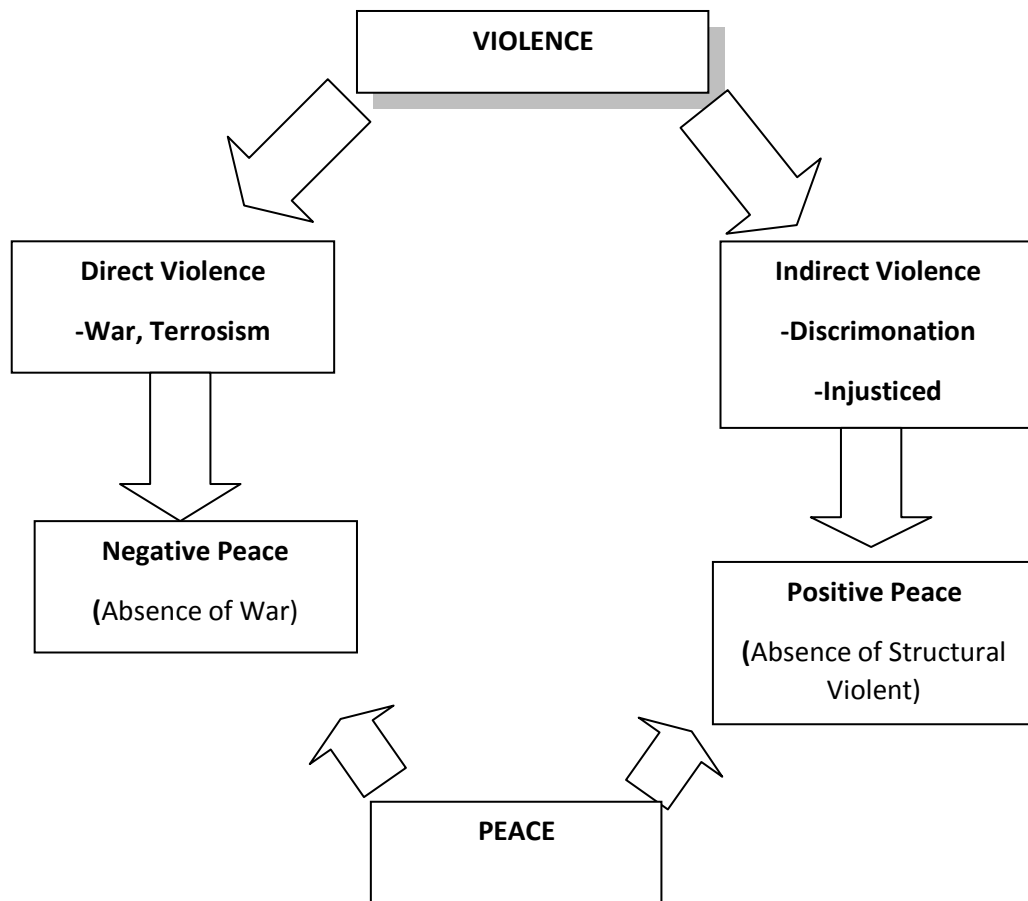 VIOLENCE
Direct Violence
-War, Terrosism
Indirect Violence
-Discrimonation
-Injusticed
Negative Peace
(Absence of War)
Positive Peace
(Absence of Structural
Violent)
PEACE